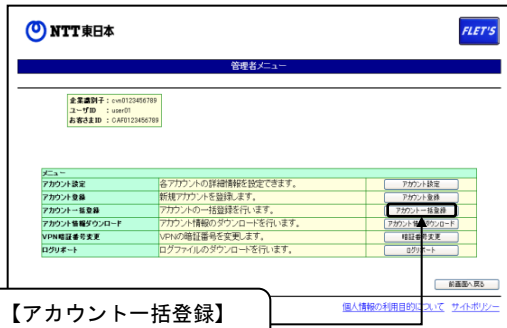 NTT東日本
FLET'S
管理者メニュー
企業識別子：cvn0123456789
ユーザID ：user01
お客さまID：CAF0123456789
メニュー
アカウント設定 各アカウントの詳細情報を設定できます。 アカウント設定
アカウント登録 新規アカウントを登録します。 アカウント登録
アカウント一括登録 アカウントの一括登録を行います。 アカウント一括登録
アカウント情報ダウンロード アカウント情報のダウンロードを行います。 アカウント情報ダウンロード
VPN暗証番号変更 VPNの暗証番号を変更します。 暗証番号変更
ログリポート ログファイルのダウンロードを行います。 ログリポート
前画面へ戻る
個人情報の利用目的について サイトポリシー
【アカウント一括登録】